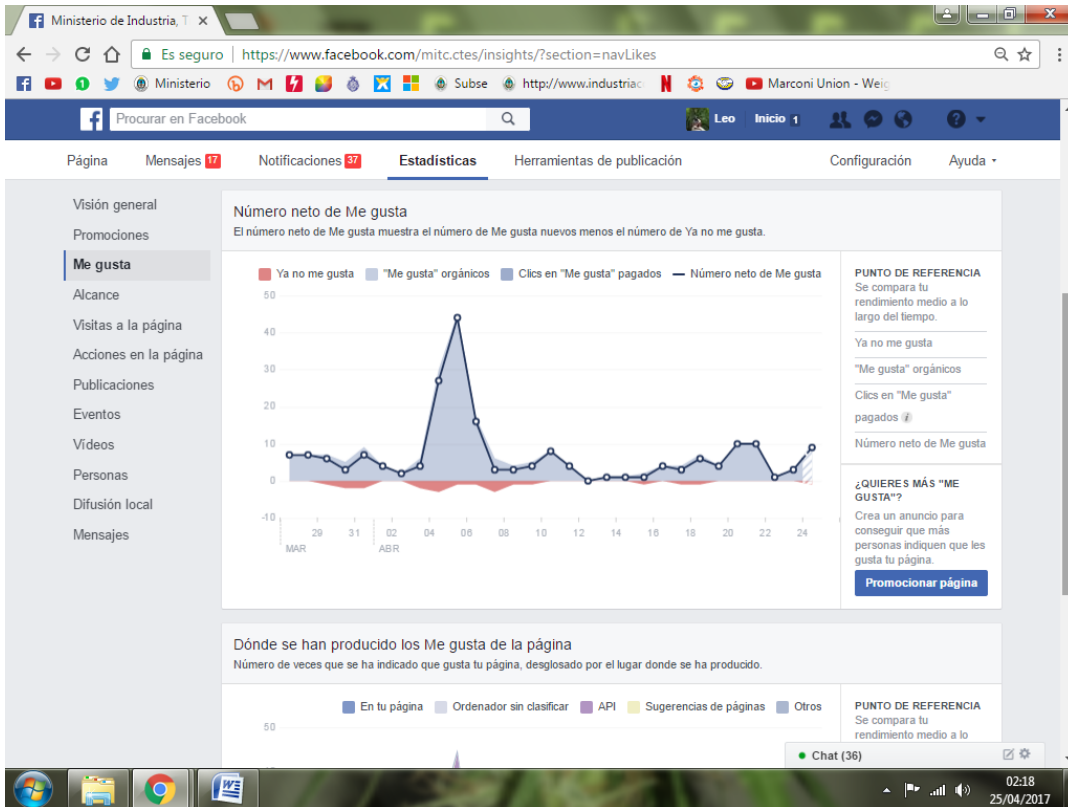 Ministerio de Industria, T
Es seguro | https://www.facebook.com/mitc.ctes/insights/?section=navLikes
Ministerio Subse http://www.industriac Marconi Union - Weig
Procurar en Facebook Leo Inicio 1
Página Mensajes 17 Notificaciones 37 Estadísticas Herramientas de publicación Configuración Ayuda
Visión general
Promociones
Me gusta
Alcance
Visitas a la página
Acciones en la página
Publicaciones
Eventos
Vídeos
Personas
Difusión local
Mensajes
Número neto de Me gusta
El número neto de Me gusta muestra el número de Me gusta nuevos menos el número de Ya no me gusta.
Ya no me gusta "Me gusta" orgánicos Clics en "Me gusta" pagados Número neto de Me gusta
50
40
30
20
10
0
-10
29 31 02 04 06 08 10 12 14 16 18 20 22 24
MAR ABR
PUNTO DE REFERENCIA
Se compara tu
rendimiento medio a lo
largo del tiempo.
Ya no me gusta
"Me gusta" orgánicos
Clics en "Me gusta"
pagados i
Número neto de Me gusta
¿QUIERES MÁS "ME
GUSTA"?
Crea un anuncio para
conseguir que más
personas indiquen que les
gusta tu página.
Promocionar página
Dónde se han producido los Me gusta de la página
Número de veces que se ha indicado que gusta tu página, desglosado por el lugar donde se ha producido.
En tu página Ordenador sin clasificar API Sugerencias de páginas Otros
50
PUNTO DE REFERENCIA
Se compara tu
rendimiento medio a lo
Chat (36)
02:18
25/04/2017